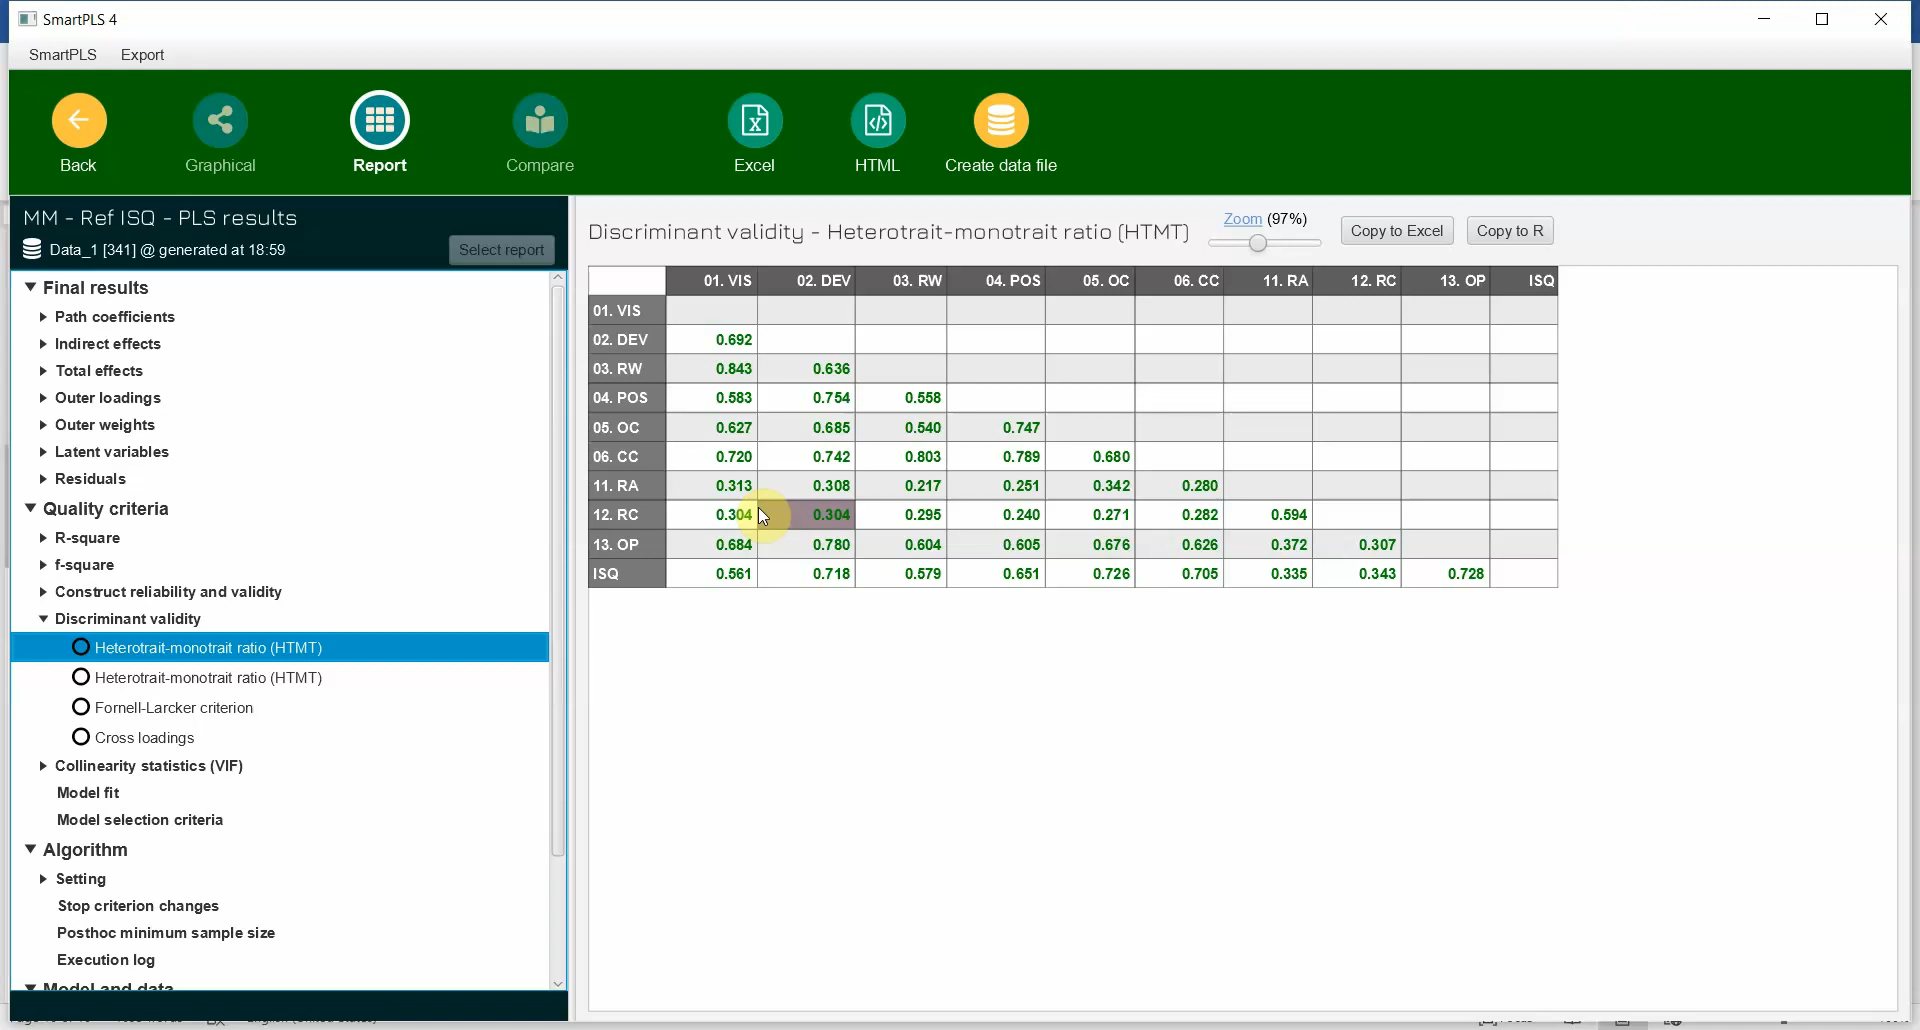 SmartPLS 4
SmartPLS Export
Back Graphical Report Compare Excel HTML Create data file
MM - Ref ISQ - PLS results
Data_1 [341] @ generated at 18:59 Select report
Final results
Path coefficients
Indirect effects
Total effects
Outer loadings
Outer weights
Latent variables
Residuals
Quality criteria
R-square
f-square
Construct reliability and validity
Discriminant validity
Heterotrait-monotrait ratio (HTMT)
Heterotrait-monotrait ratio (HTMT)
Fornell-Larcker criterion
Cross loadings
Collinearity statistics (VIF)
Model fit
Model selection criteria
Algorithm
Setting
Stop criterion changes
Posthoc minimum sample size
Execution log
Model and data
Discriminant validity - Heterotrait-monotrait ratio (HTMT) Zoom (97%) Copy to Excel Copy to R
01. VIS 02. DEV 03. RW 04. POS 05. OC 06. CC 11. RA 12. RC 13. OP ISQ
01. VIS
02. DEV 0.692
03. RW 0.843 0.636
04. POS 0.583 0.754 0.558
05. OC 0.627 0.685 0.540 0.747
06. CC 0.720 0.742 0.803 0.789 0.680
11. RA 0.313 0.308 0.217 0.251 0.342 0.280
12. RC 0.304 0.304 0.295 0.240 0.271 0.282 0.594
13. OP 0.684 0.780 0.604 0.605 0.676 0.626 0.372 0.307
ISQ 0.561 0.718 0.579 0.651 0.726 0.705 0.335 0.343 0.728